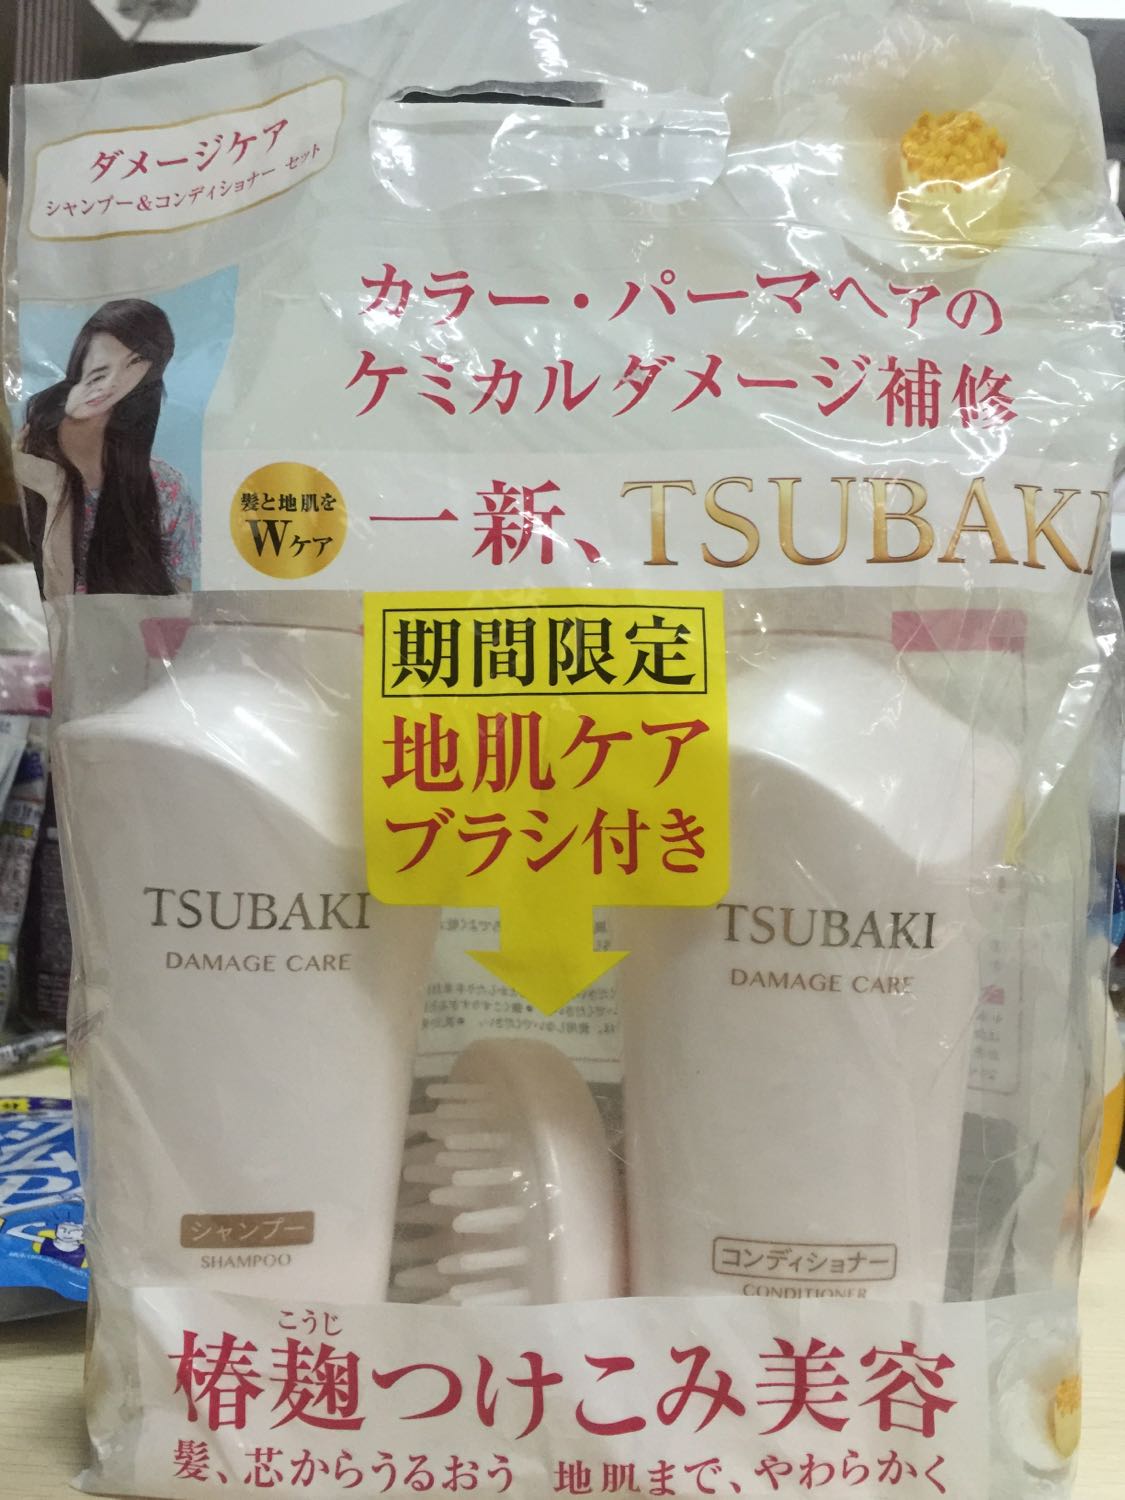 ダメージケア
シャンプー&コンディショナー セット
カラー・パーマヘアの
ケミカルダメージ補修
髪と地肌を
Wケア
一新、TSUBAKI
期間限定
地肌ケア
ブラシ付き
TSUBAKI
DAMAGE CARE
シャンプー
SHAMPOO
TSUBAKI
DAMAGE CARE
コンディショナー
CONDITIONER
こうじ
椿麹つけこみ美容
髪、芯からうるおう 地肌まで、やわらかく